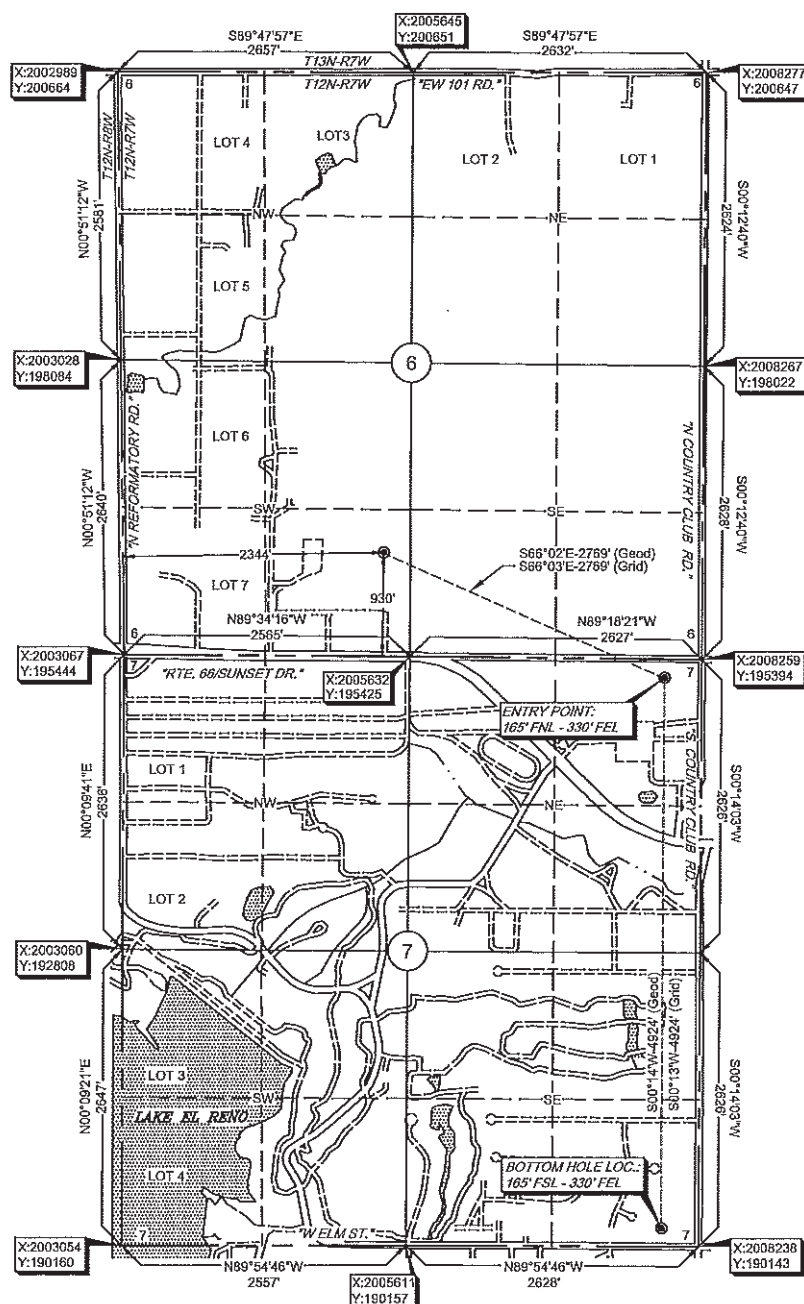 S89°47'57"E
2657'
X:2005645
Y:200651
S89°47'57"E
2632'
X:2002989
Y:200664
T13N-R7W
T12N-R7W
"EW 101 RD."
X:2008277
Y:200647
6
6
T12N-R8W
T12N-R7W
LOT 4
LOT3
LOT 2
LOT 1
N00°51'12"W
2581'
NW
NE
S00°12'40"W
2624'
LOT 5
X:2003028
Y:198084
6
X:2008267
Y:198022
"N REFORMATORY RD."
LOT 6
"N COUNTRY CLUB RD."
N00°51'12"W
2640'
SW
SE
S00°12'40"W
2628'
2344'
S66°02'E-2769' (Geod)
S66°03'E-2769' (Grid)
LOT 7
930'
6
N89°34'16"W
2565'
N89°18'21"W
2627'
6
X:2003067
Y:195444
7
"RTE. 66/SUNSET DR."
X:2005632
Y:195425
7
X:2008259
Y:195394
ENTRY POINT:
165' FNL - 330' FEL
LOT 1
S. COUNTRY CLUB RD."
N00°09'41"E
2636'
NW
NE
S00°14'03"W
2626'
LOT 2
X:2003060
Y:192808
7
S00°14'W-4924' (Geod)
S00°13'W-4924' (Grid)
LOT 3
N00°09'21"E
2647'
SW
SE
S00°14'03"W
2626'
LAKE EL RENO
LOT 4
BOTTOM HOLE LOC.:
165' FSL - 330' FEL
7
"W ELM ST."
7
X:2003054
Y:190160
N89°54'46"W
2557'
X:2005611
Y:190157
N89°54'46"W
2628'
X:2008238
Y:190143